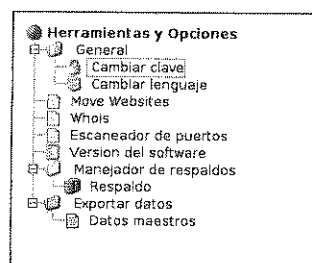 Herramientas y Opciones
General
Cambiar clave
Cambiar lenguaje
Move Websites
Whois
Escaneador de puertos
Version del software
Manejador de respaldos
Respaldo
Exportar datos
Datos maestros